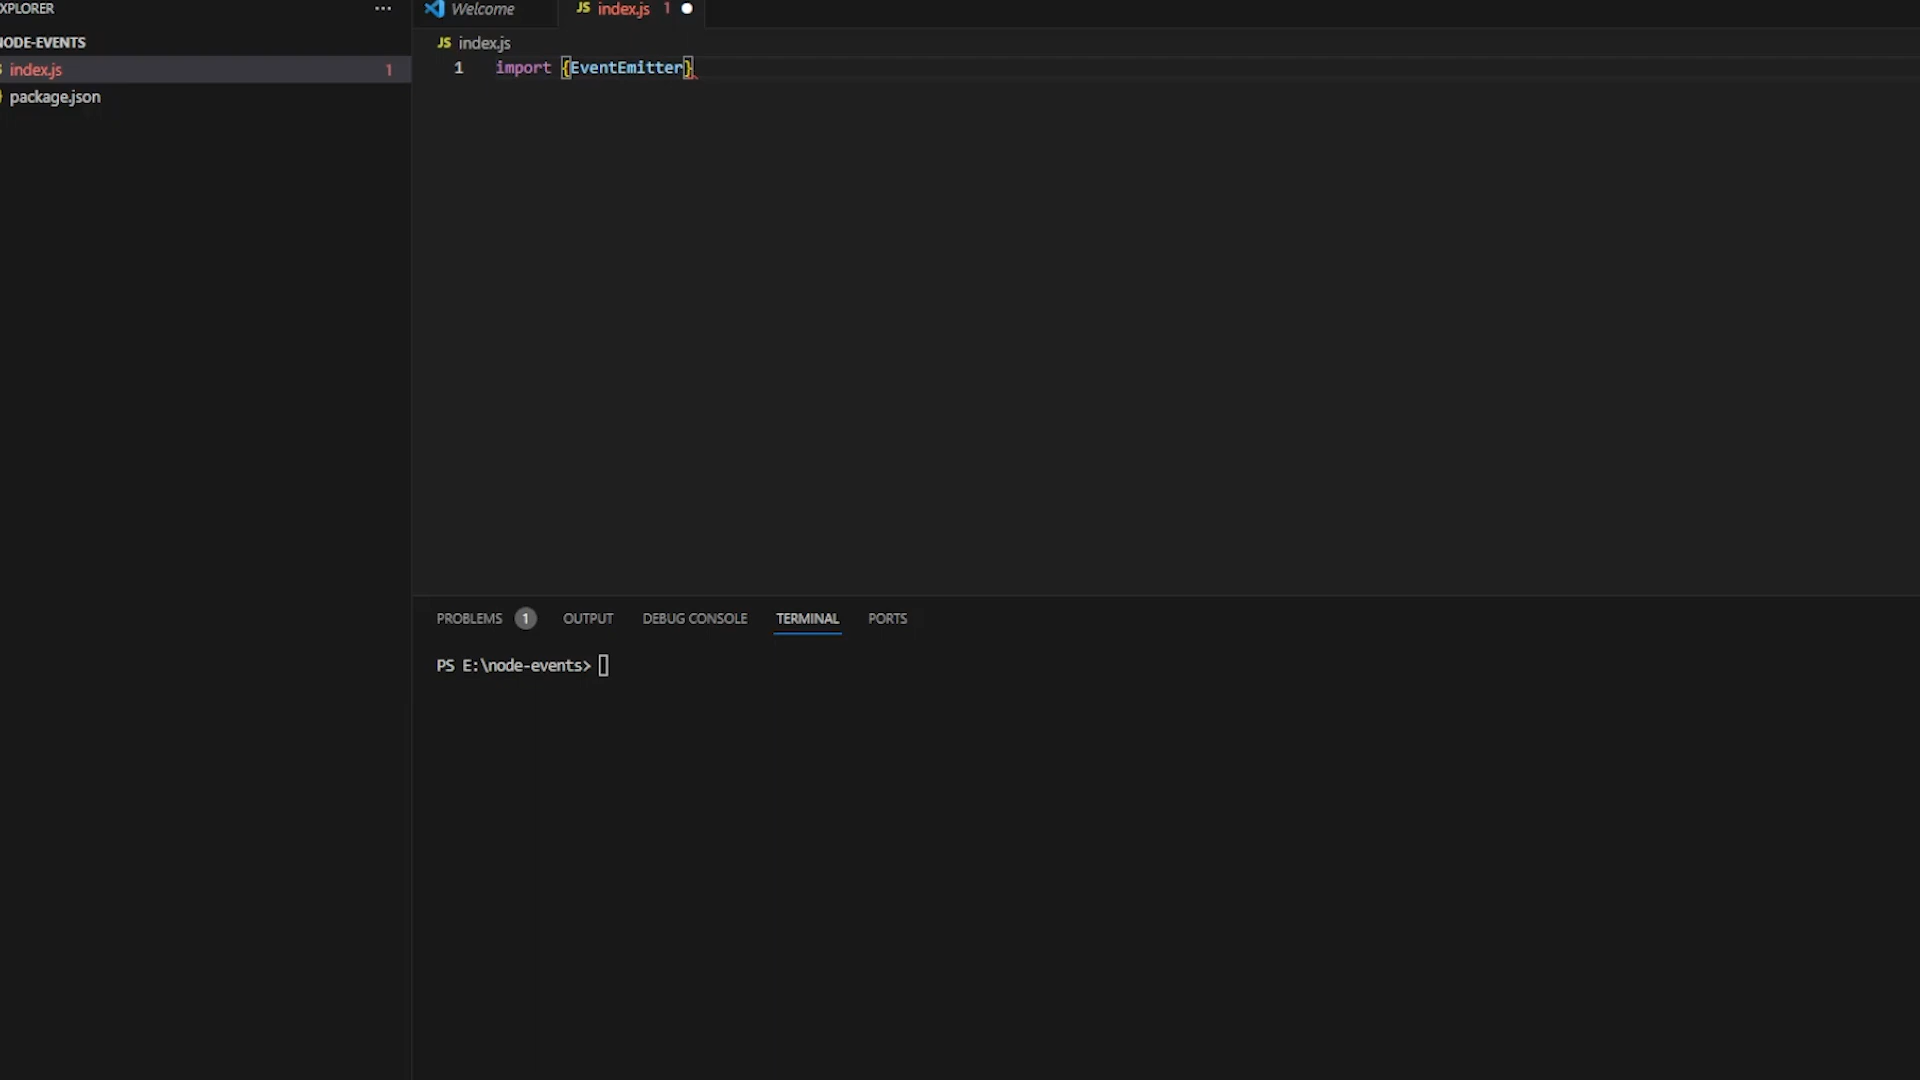 XPLORER ···
NODE-EVENTS
index.js 1
package.json
Welcome
JS index.js 1
JS index.js
1 import {EventEmitter}
PROBLEMS 1 OUTPUT DEBUG CONSOLE TERMINAL PORTS
PS E:\node-events>